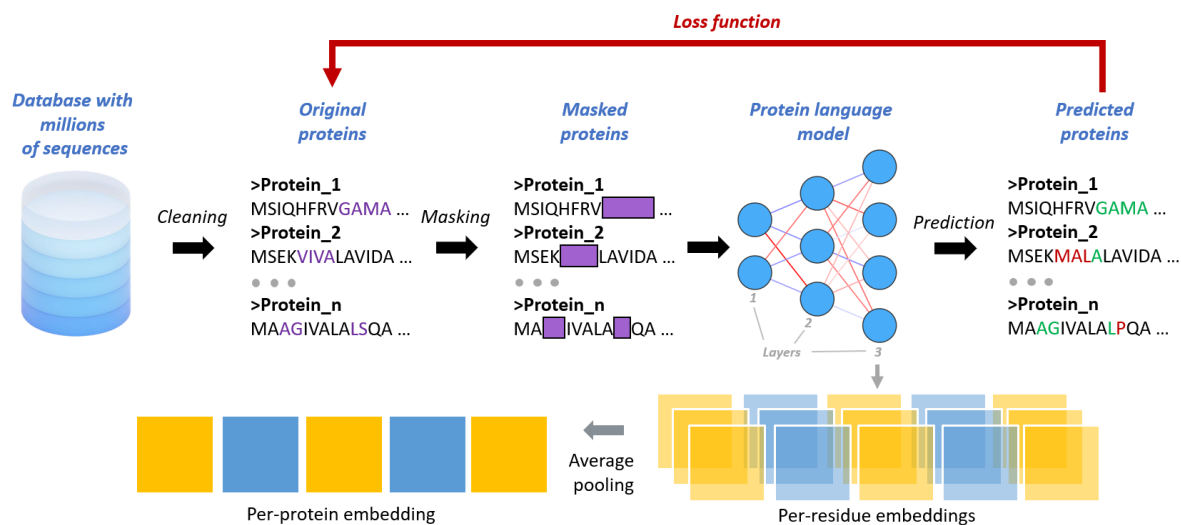 Loss function
Database with
millions
of sequences
Original
proteins
Masked
proteins
Protein language
model
Predicted
proteins
Cleaning
>Protein_1
MSIQHFRVGAMA ...
>Protein_2
MSEKVIVALAVIDA ...
>Protein_n
MAAGIVALALSQA ...
Masking
>Protein_1
MSIQHFRV ...
>Protein_2
MSEK LAVIDA ...
>Protein_n
MA IVALA QA ...
1
2
3
Layers
Prediction
>Protein_1
MSIQHFRVGAMA ...
>Protein_2
MSEKMALALAVIDA ...
>Protein_n
MAAGIVALALPQA ...
Average
pooling
Per-protein embedding
Per-residue embeddings